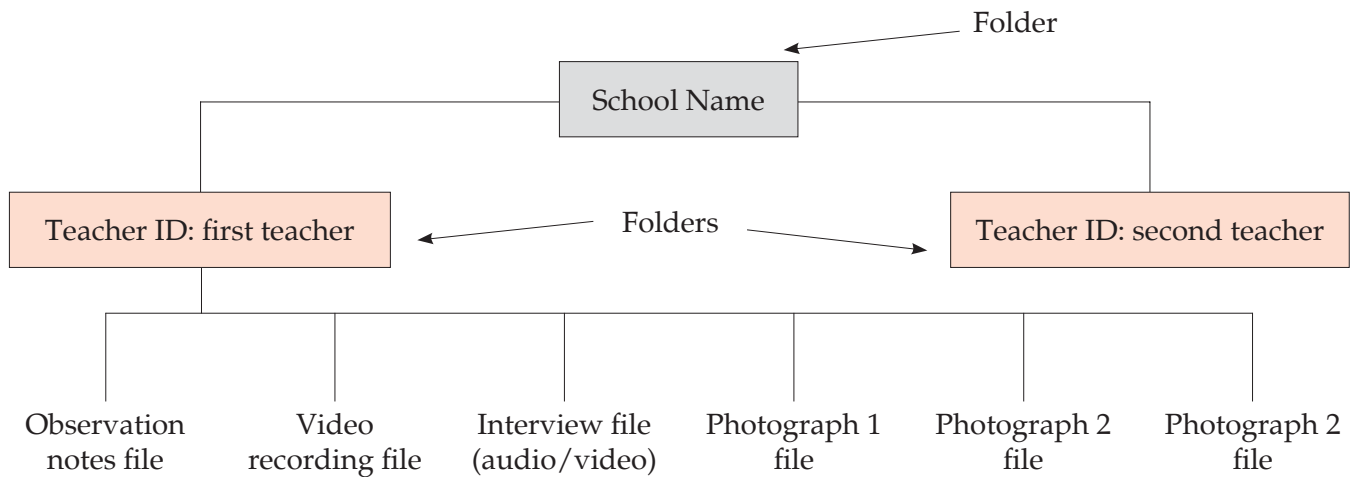 Folder
School Name
Teacher ID: first teacher
Folders
Teacher ID: second teacher
Observation
notes file
Video
recording file
Interview file
(audio/video)
Photograph 1
file
Photograph 2
file
Photograph 2
file